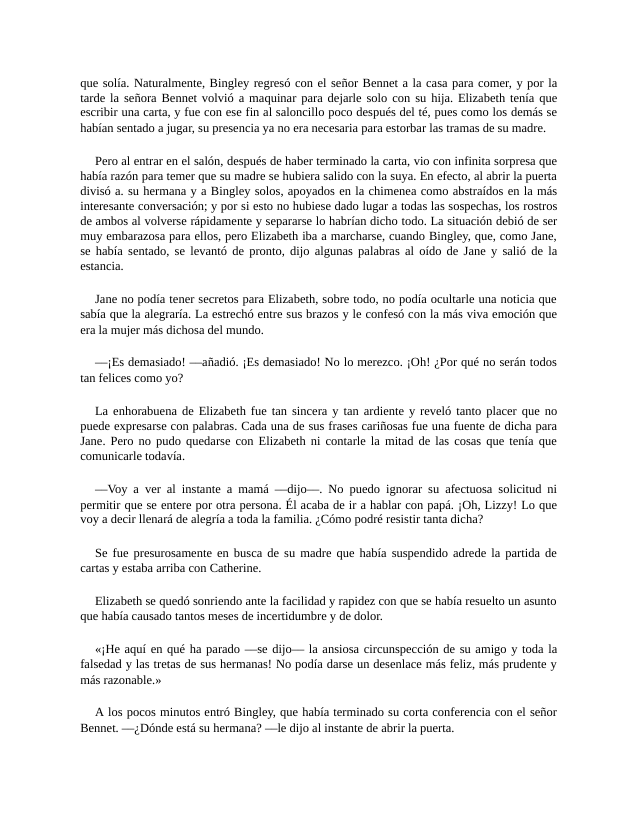 que solía. Naturalmente, Bingley regresó con el señor Bennet a la casa para comer, y por la
tarde la señora Bennet volvió a maquinar para dejarle solo con su hija. Elizabeth tenía que
escribir una carta, y fue con ese fin al saloncillo poco después del té, pues como los demás se
habían sentado a jugar, su presencia ya no era necesaria para estorbar las tramas de su madre.
Pero al entrar en el salón, después de haber terminado la carta, vio con infinita sorpresa que
había razón para temer que su madre se hubiera salido con la suya. En efecto, al abrir la puerta
divisó a. su hermana y a Bingley solos, apoyados en la chimenea como abstraídos en la más
interesante conversación; y por si esto no hubiese dado lugar a todas las sospechas, los rostros
de ambos al volverse rápidamente y separarse lo habrían dicho todo. La situación debió de ser
muy embarazosa para ellos, pero Elizabeth iba a marcharse, cuando Bingley, que, como Jane,
se había sentado, se levantó de pronto, dijo algunas palabras al oído de Jane y salió de la
estancia.
Jane no podía tener secretos para Elizabeth, sobre todo, no podía ocultarle una noticia que
sabía que la alegraría. La estrechó entre sus brazos y le confesó con la más viva emoción que
era la mujer más dichosa del mundo.
—¡Es demasiado! —añadió. ¡Es demasiado! No lo merezco. ¡Oh! ¿Por qué no serán todos
tan felices como yo?
La enhorabuena de Elizabeth fue tan sincera y tan ardiente y reveló tanto placer que no
puede expresarse con palabras. Cada una de sus frases cariñosas fue una fuente de dicha para
Jane. Pero no pudo quedarse con Elizabeth ni contarle la mitad de las cosas que tenía que
comunicarle todavía.
—Voy a ver al instante a mamá —dijo—. No puedo ignorar su afectuosa solicitud ni
permitir que se entere por otra persona. Él acaba de ir a hablar con papá. ¡Oh, Lizzy! Lo que
voy a decir llenará de alegría a toda la familia. ¿Cómo podré resistir tanta dicha?
Se fue presurosamente en busca de su madre que había suspendido adrede la partida de
cartas y estaba arriba con Catherine.
Elizabeth se quedó sonriendo ante la facilidad y rapidez con que se había resuelto un asunto
que había causado tantos meses de incertidumbre y de dolor.
«¡He aquí en qué ha parado —se dijo— la ansiosa circunspección de su amigo y toda la
falsedad y las tretas de sus hermanas! No podía darse un desenlace más feliz, más prudente y
más razonable.»
A los pocos minutos entró Bingley, que había terminado su corta conferencia con el señor
Bennet. —¿Dónde está su hermana? —le dijo al instante de abrir la puerta.